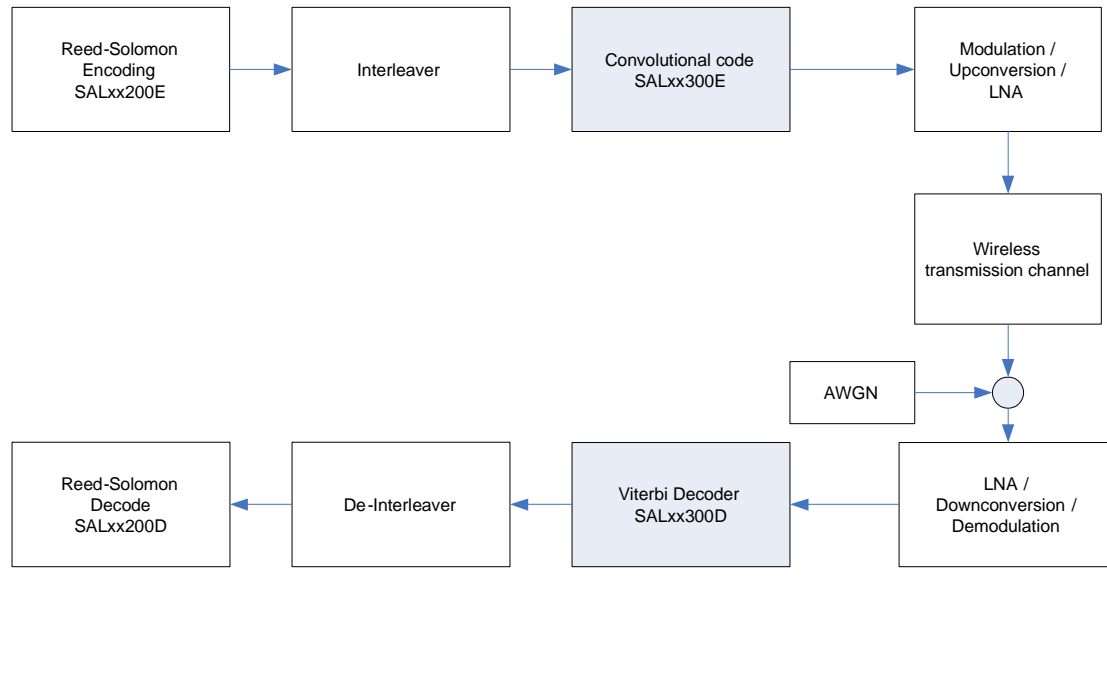 Reed-Solomon
Encoding
SALxx200E
Interleaver
Convolutional code
SALxx300E
Modulation /
Upconversion /
LNA
Wireless
transmission channel
AWGN
Reed-Solomon
Decode
SALxx200D
De-Interleaver
Viterbi Decoder
SALxx300D
LNA /
Downconversion /
Demodulation